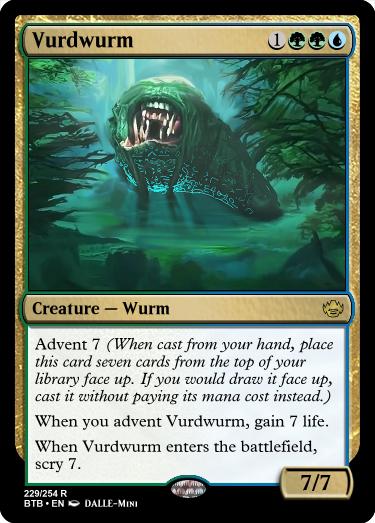 Vurdwurm 1
Creature — Wurm
Advent 7 (When cast from your hand, place
this card seven cards from the top of your
library face up. If you would draw it face up,
cast it without paying its mana cost instead.)
When you advent Vurdwurm, gain 7 life.
When Vurdwurm enters the battlefield,
scry 7.
7/7
229/254 R
BTB • EN DALLE-Mini